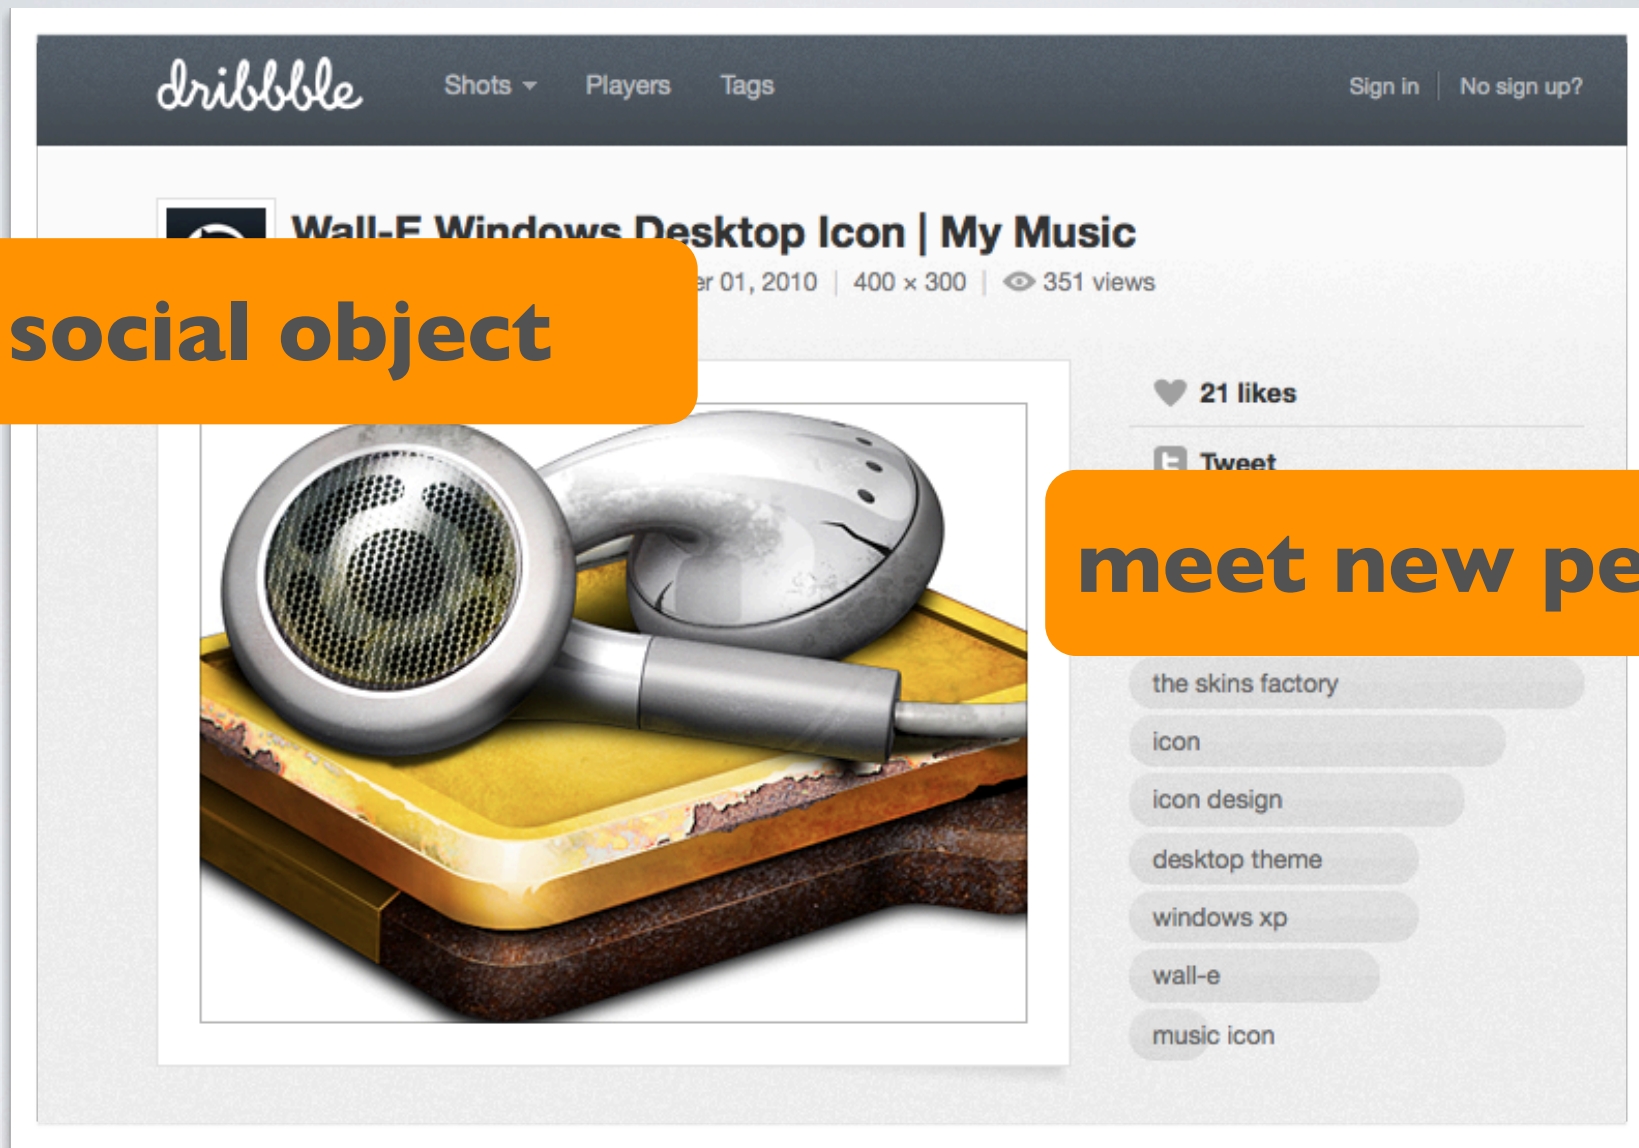 dribbble Shots Players Tags Sign in No sign up?
Wall-E Windows Desktop Icon | My Music
01, 2010 | 400 × 300 | 351 views
social object
21 likes
Tweet
meet new
the skins factory
icon
icon design
desktop theme
windows xp
wall-e
music icon